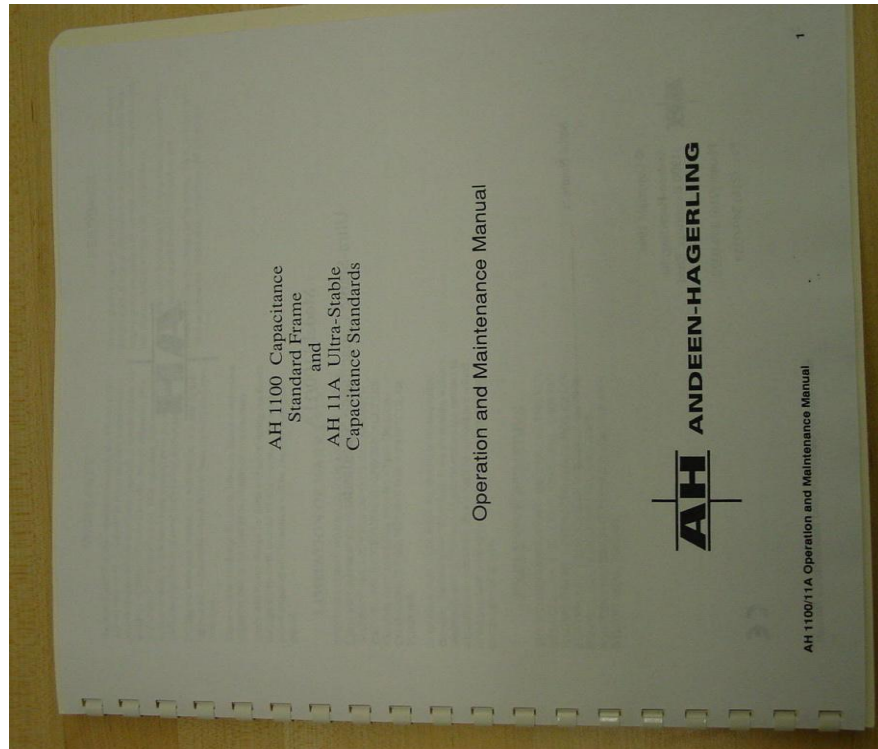 AH 1100 Capacitance
Standard Frame
and
AH 11A Ultra-Stable
Capacitance Standards
Operation and Maintenance Manual
AH ANDEEN-HAGERLING
AH 1100/11A Operation and Maintenance Manual 1